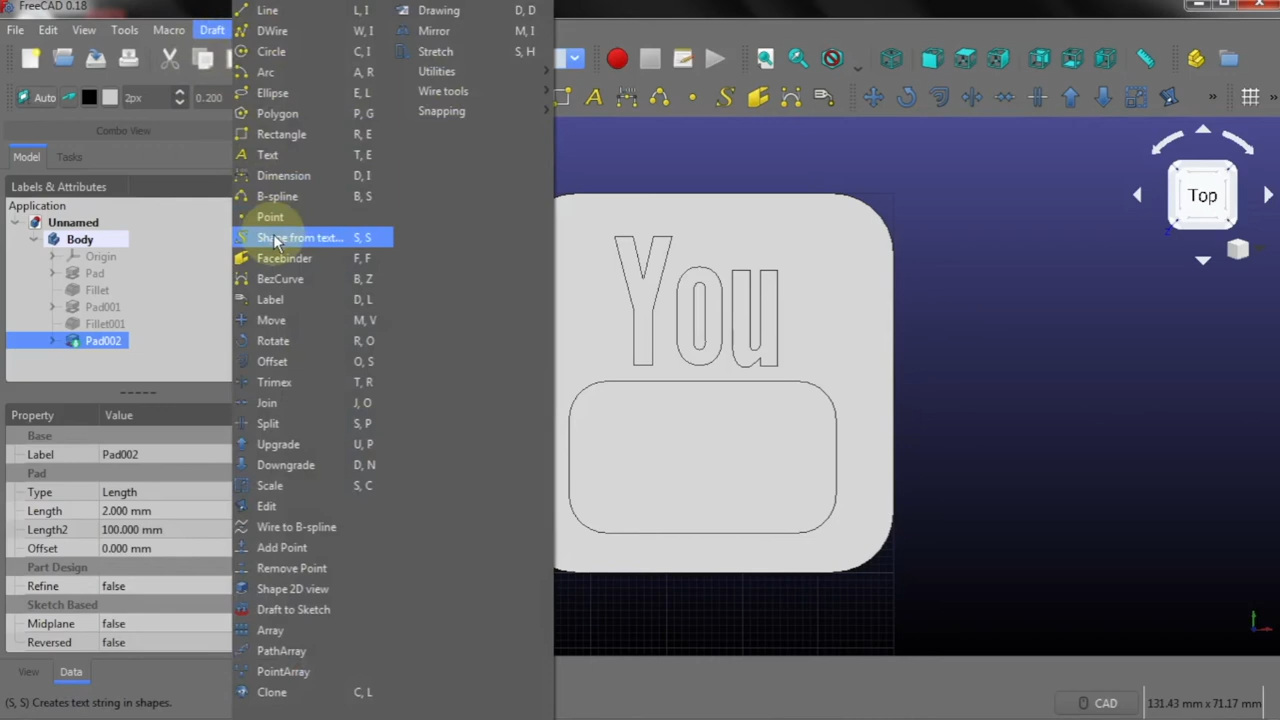 FreeCAD 0.18
File Edit View Tools Macro Draft
Auto 2px 0.200
Combo View
Model Tasks
Labels & Attributes
Application
Unnamed
Body
Origin
Pad
Fillet
Pad001
Fillet001
Pad002
Property Value
Base
Label Pad002
Pad
Type Length
Length 2.000 mm
Length2 100.000 mm
Offset 0.000 mm
Part Design
Refine false
Sketch Based
Midplane false
Reversed false
View Data
(S, S) Creates text string in shapes.
Line L, I
DWire W, I
Circle C, I
Arc A, R
Ellipse E, L
Polygon P, G
Rectangle R, E
Text T, E
Dimension D, I
B-spline B, S
Point
Shape from text... S, S
Facebinder F, F
BezCurve B, Z
Label D, L
Move M, V
Rotate R, O
Offset O, S
Trimex T, R
Join J, O
Split S, P
Upgrade U, P
Downgrade D, N
Scale S, C
Edit
Wire to B-spline
Add Point
Remove Point
Shape 2D view
Draft to Sketch
Array
PathArray
PointArray
Clone C, L
Drawing D, D
Mirror M, I
Stretch S, H
Utilities
Wire tools
Snapping
You
Top
CAD
131.43 mm x 71.17 mm